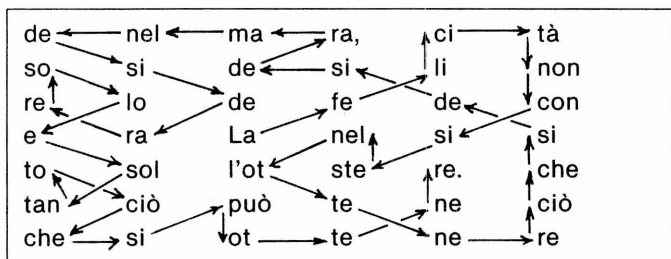 de nel ma ra, ci tà
so si de si li non
re lo de fe de con
e ra La nel si si
to sol l'ot ste re. che
tan ciò può te ne ciò
che si ot te ne re